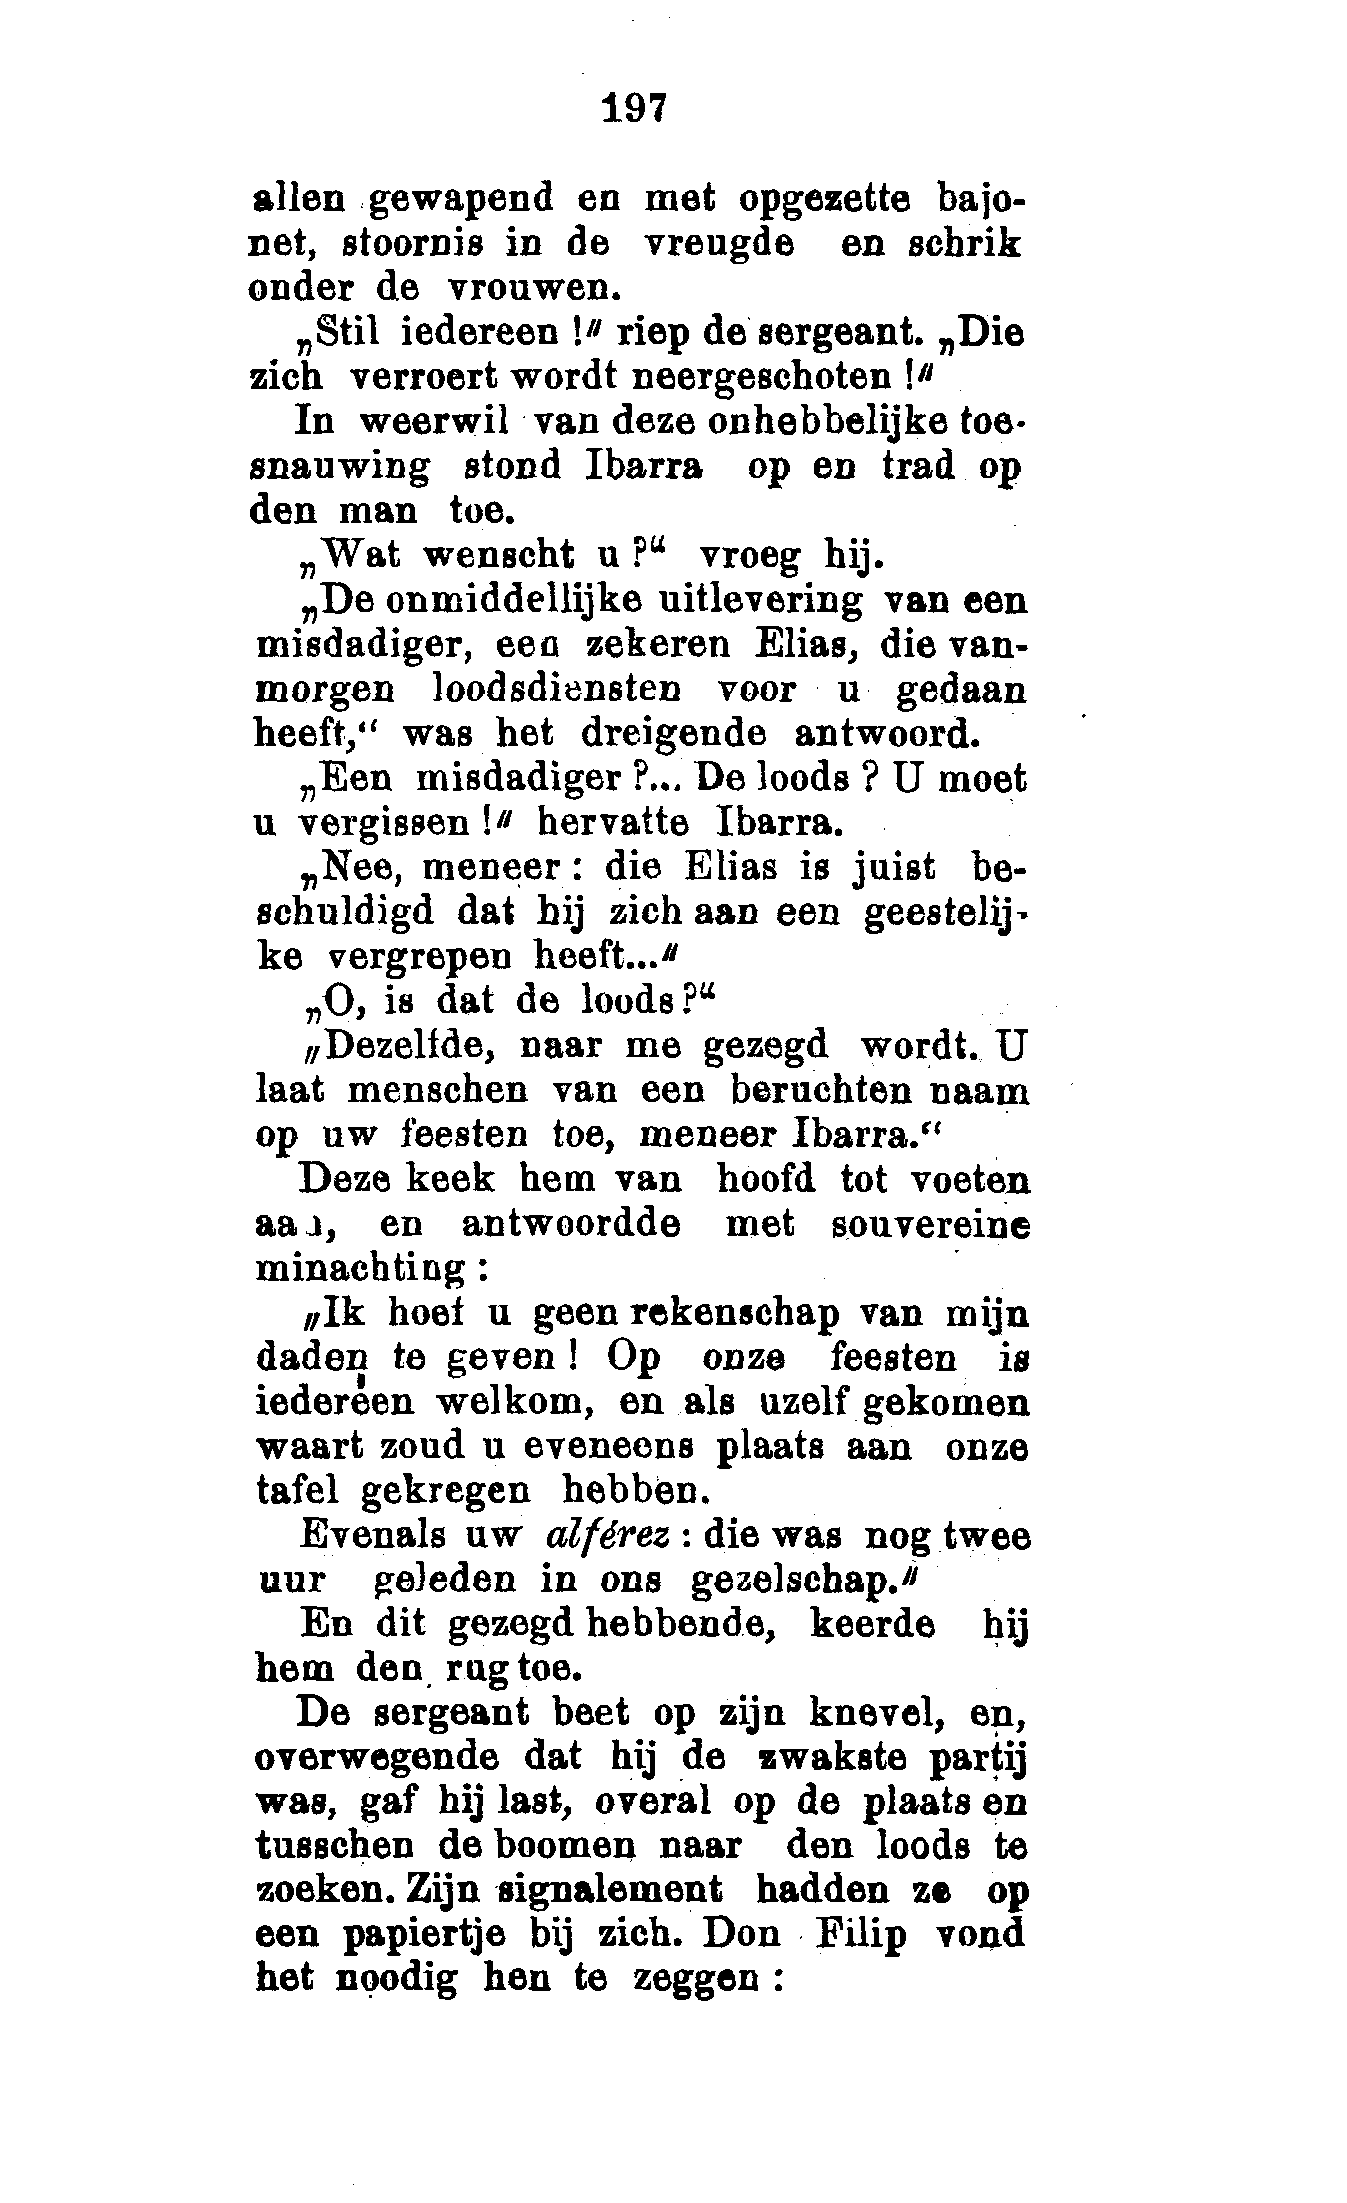 197
allen gewapend en met opgezette bajo-
net, stoornis in de vreugde en schrik
onder de vrouwen.
„Stil iedereen!" riep de sergeant. „Die
zich verroert wordt neergeschoten!"
In weerwil van deze onhebbelijke toe-
snauwing stond Ibarra op en trad op
den man toe.
„Wat wenscht u?“ vroeg hij.
„De onmiddellijke uitlevering van een
misdadiger, een zekeren Elias, die van-
morgen loodsdiensten voor u gedaan
heeft,“ was het dreigende antwoord.
„Een misdadiger?... De loods? U moet
u vergissen!" hervatte Ibarra.
„Nee, meneer: die Elias is juist be-
schuldigd dat hij zich aan een geestelij-
ke vergrepen heeft..."
„O, is dat de loods?“
„Dezelfde, naar me gezegd wordt. U
laat menschen van een beruchten naam
op uw feesten toe, meneer Ibarra.“
Deze keek hem van hoofd tot voeten
aan, en antwoordde met souvereine
minachting:
„Ik hoef u geen rekenschap van mijn
daden te geven! Op onze feesten is
iedereen welkom, en als uzelf gekomen
waart zoud u eveneens plaats aan onze
tafel gekregen hebben.
Evenals uw alférez: die was nog twee
uur geleden in ons gezelschap."
En dit gezegd hebbende, keerde hij
hem den rug toe.
De sergeant beet op zijn knevel, en,
overwegende dat hij de zwakste partij
was, gaf hij last, overal op de plaats en
tusschen de boomen naar den loods te
zoeken. Zijn signalement hadden ze op
een papiertje bij zich. Don Filip vond
het noodig hen te zeggen: